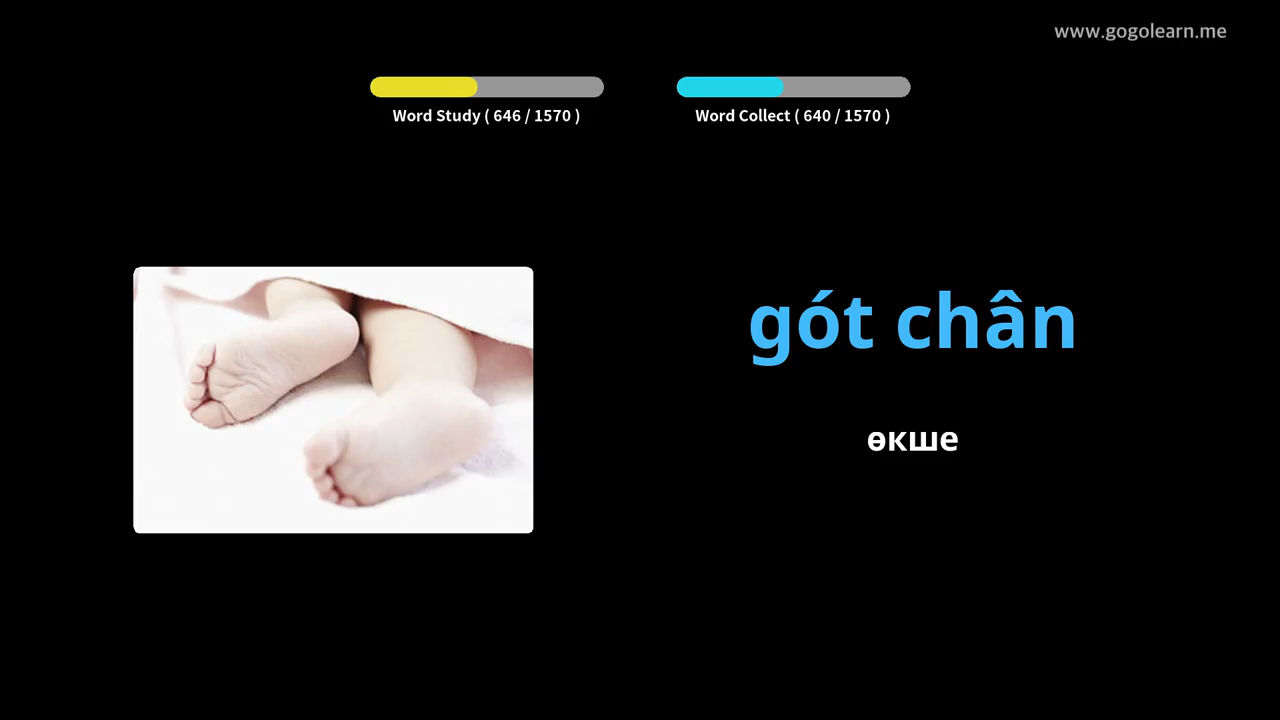 www.gogolearn.me
Word Study ( 646 / 1570 )
Word Collect ( 640 / 1570 )
gót chân
өкше